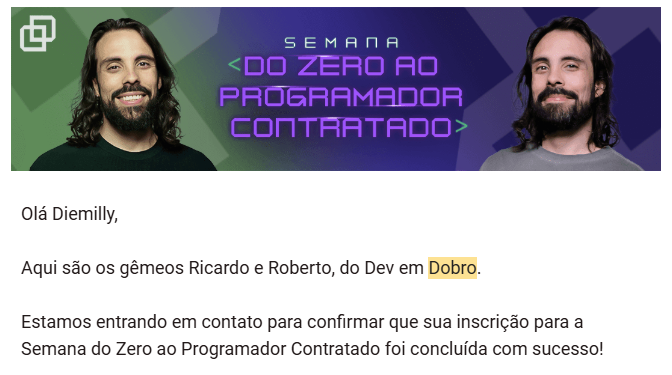 SEMANA
<DO ZERO AO
PROGRAMADOR
CONTRATADO>
Olá Diemilly,
Aqui são os gêmeos Ricardo e Roberto, do Dev em Dobro.
Estamos entrando em contato para confirmar que sua inscrição para a
Semana do Zero ao Programador Contratado foi concluída com sucesso!